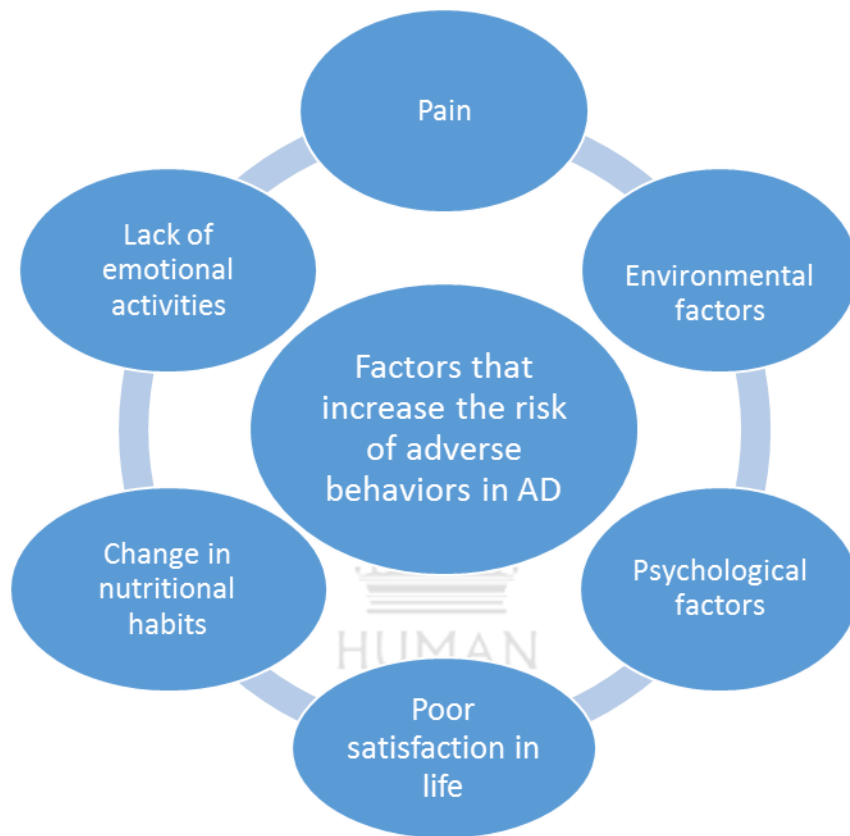 Pain
Environmental
factors
Psychological
factors
Poor
satisfaction in
life
Change in
nutritional
habits
Lack of
emotional
activities
Factors that
increase the risk
of adverse
behaviors in AD
HUMAN